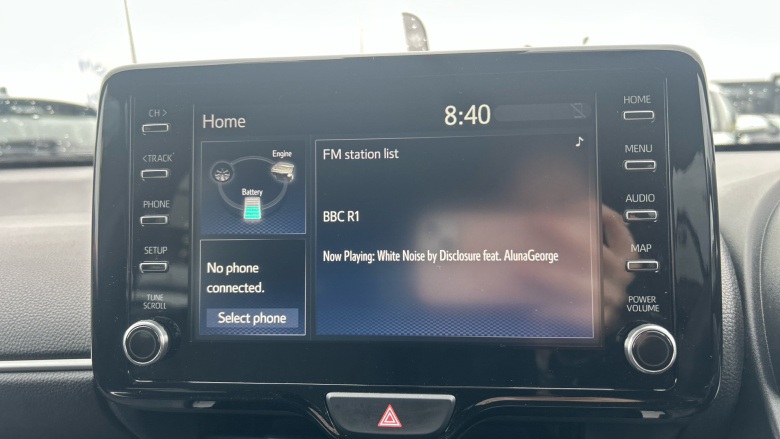 CH >
HOME
Home
8:40
<TRACK
MENU
Engine
FM station list
Battery
PHONE
AUDIO
BBC R1
SETUP
MAP
Now Playing: White Noise by Disclosure feat. AlunaGeorge
No phone
connected.
TUNE
SCROLL
POWER
VOLUME
Select phone